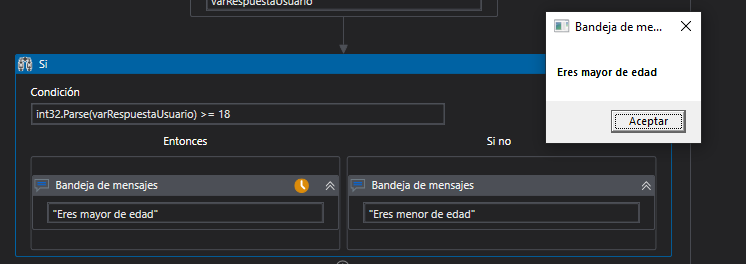 varRespuestaUsuario
Bandeja de me...
Eres mayor de edad
Aceptar
Si
Condición
int32.Parse(varRespuestaUsuario) >= 18
Entonces
Si no
Bandeja de mensajes
Bandeja de mensajes
"Eres mayor de edad"
"Eres menor de edad"